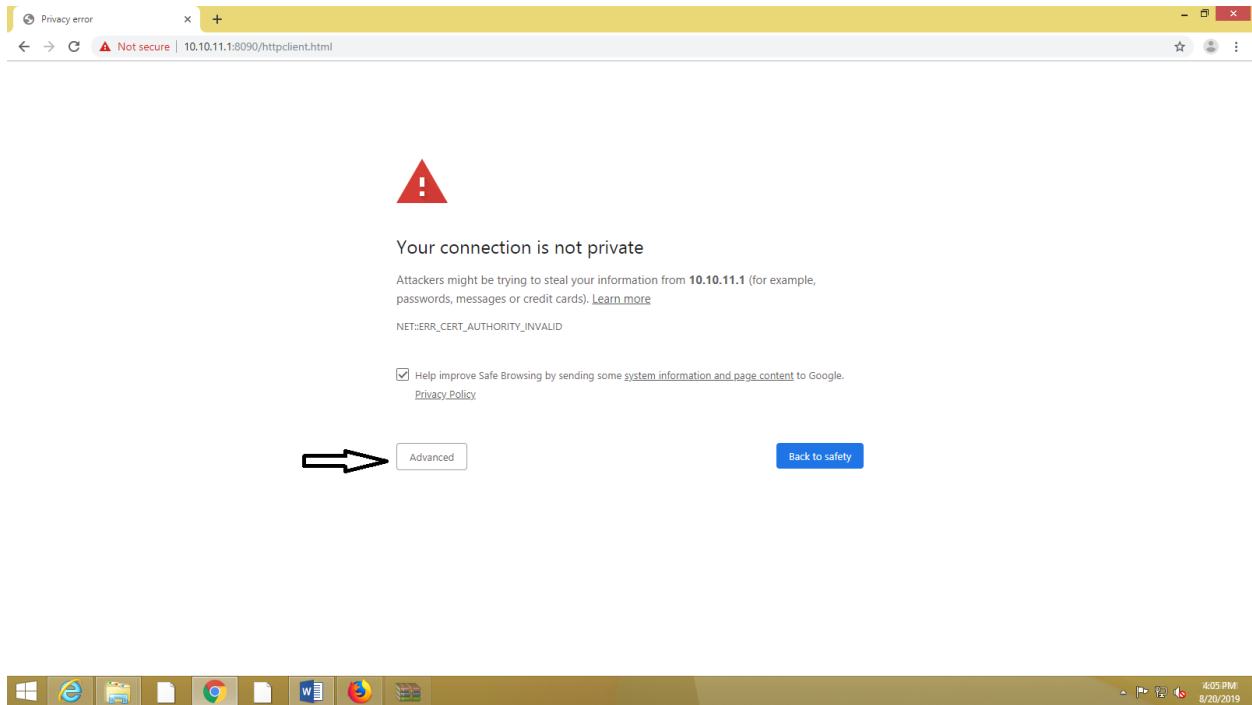 Privacy error
Not secure | 10.10.11.1:8090/httpclient.html
Your connection is not private
Attackers might be trying to steal your information from 10.10.11.1 (for example,
passwords, messages or credit cards). Learn more
NET::ERR_CERT_AUTHORITY_INVALID
Help improve Safe Browsing by sending some system information and page content to Google.
Privacy Policy
Advanced
Back to safety
4:05 PM
8/20/2019